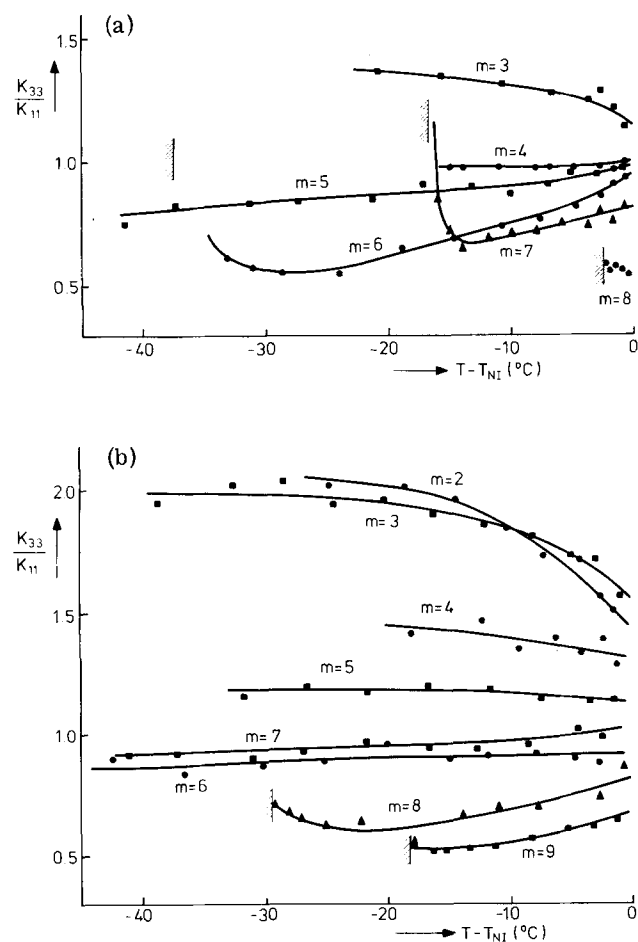 (a)
1.5
K33
K11
m=3
1.0
m=4
m=5
m=6
m=7
0.5
m=8
-40
-30
-20
-10
0
T-TNI (°C)
(b)
2.0
m=2
K33
K11
m=3
1.5
m=4
m=5
m=7
1.0
m=6
m=8
m=9
0.5
-40
-30
-20
-10
0
T-TNI (°C)